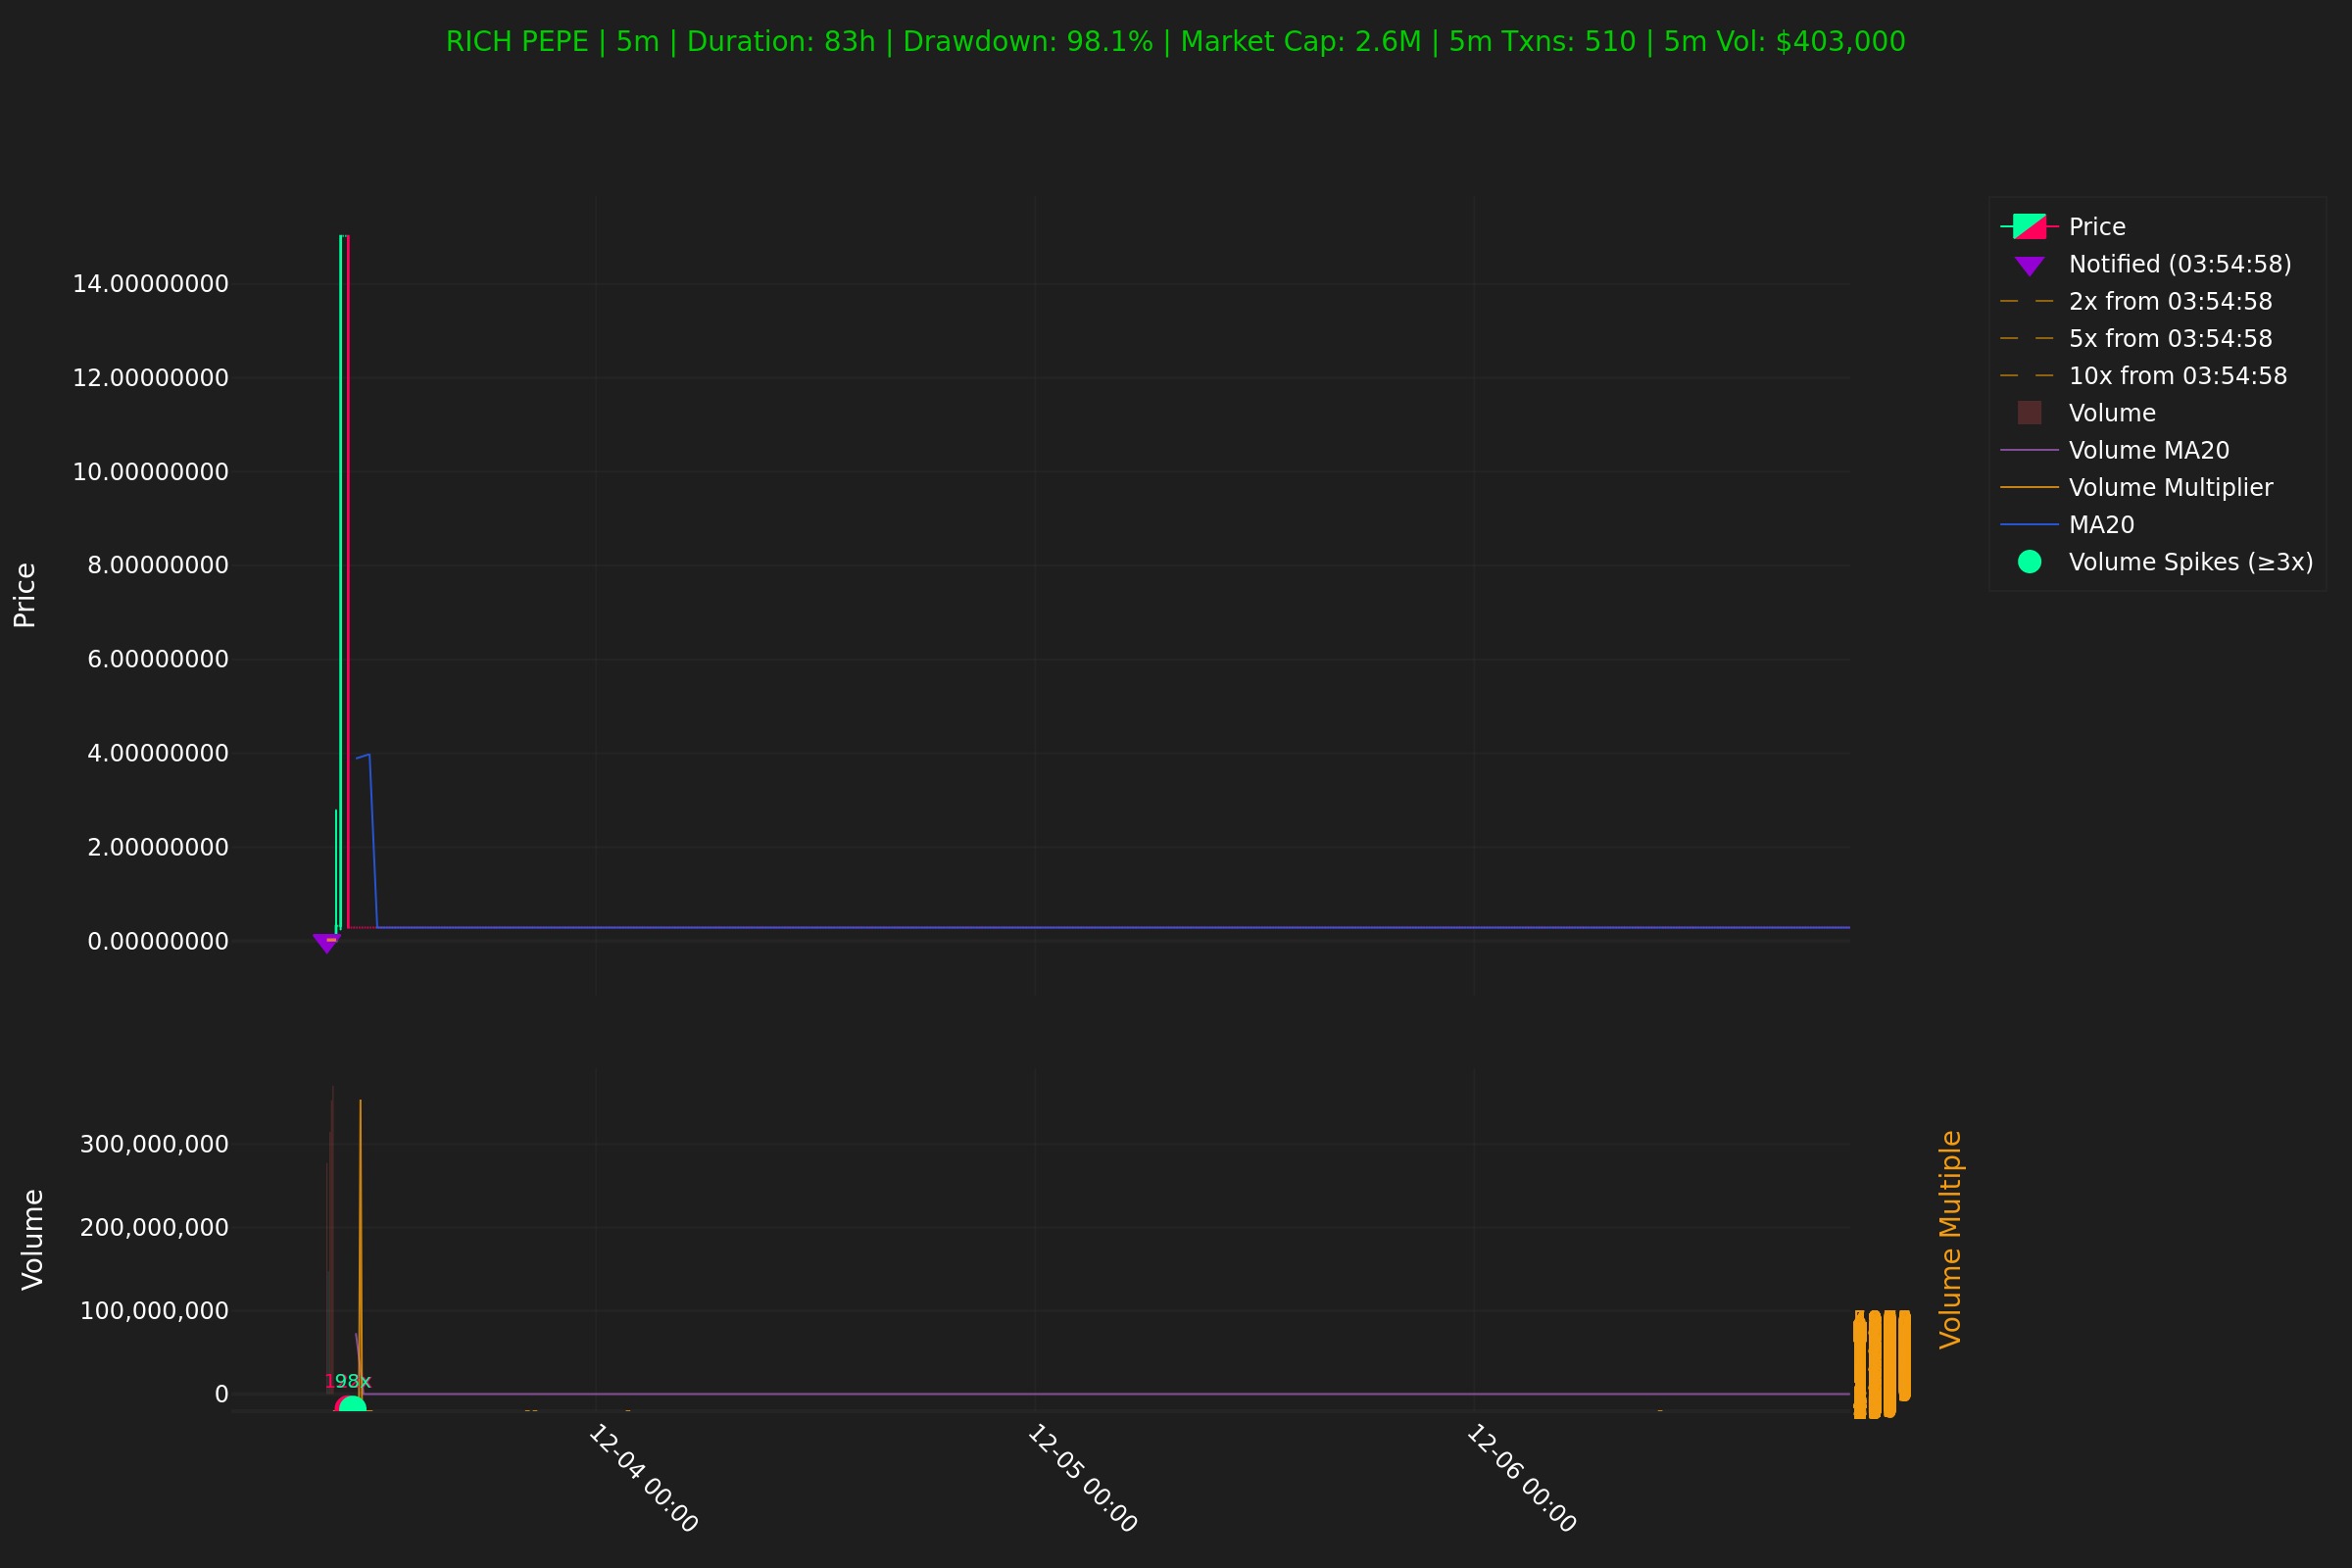 RICH PEPE | 5m | Duration: 83h | Drawdown: 98.1% | Market Cap: 2.6M | 5m Txns: 510 | 5m Vol: $403,000
Price
14.00000000
12.00000000
10.00000000
8.00000000
6.00000000
4.00000000
2.00000000
0.00000000
Price
Notified (03:54:58)
2x from 03:54:58
5x from 03:54:58
10x from 03:54:58
Volume
Volume MA20
Volume Multiplier
MA20
Volume Spikes (≥3x)
Volume
300,000,000
200,000,000
100,000,000
0
98x
Volume Multiple
12-04 00:00
12-05 00:00
12-06 00:00